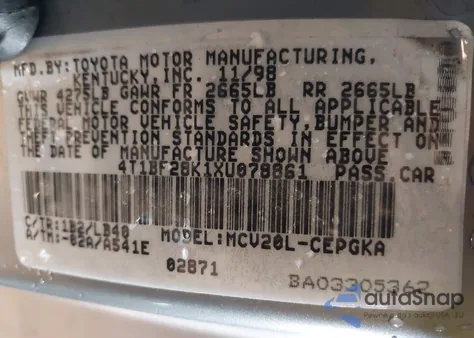 MFD.BY:TOYOTA MOTOR MANUFACTURING,
KENTUCKY,INC. 11/98
GVWR 4275LB GAWR FR 2665LB RR 2665LB
THIS VEHICLE CONFORMS TO ALL APPLICABLE
FEDERAL MOTOR VEHICLE SAFETY,BUMPER AND
THEFT PREVENTION STANDARDS IN EFFECT ON
THE DATE OF MANUFACTURE SHOWN ABOVE.
4T1BF28K1XU078861 PASS.CAR
C/TR:1B2/LB40
A/TM:-02A/A541E MODEL:MCV20L-CEPGKA
02871
BA03305362
autoSnap